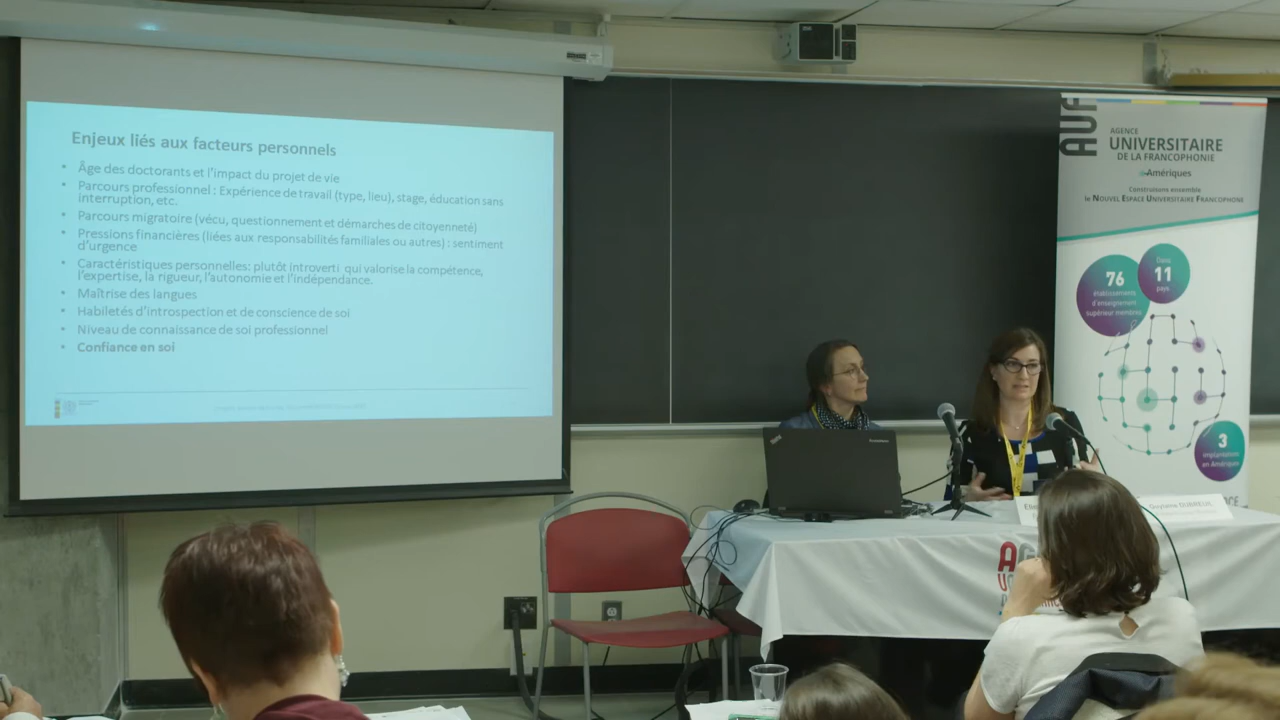 Enjeux liés aux facteurs personnels
• Âge des doctorants et l'impact du projet de vie
• Parcours professionnel : Expérience de travail (type, lieu), stage, éducation sans
interruption, etc.
• Parcours migratoire (vécu, questionnement et démarches de citoyenneté)
• Pressions financières (liées aux responsabilités familiales ou autres) : sentiment
d'urgence
• Caractéristiques personnelles: plutôt introverti qui valorise la compétence,
l'expertise, la rigueur, l'autonomie et l'indépendance.
• Maîtrise des langues
• Habiletés d'introspection et de conscience de soi
• Niveau de connaissance de soi professionnel
• Confiance en soi
AUF
AGENCE
UNIVERSITAIRE
DE LA FRANCOPHONIE
Amériques
Construisons ensemble
le NOUVEL ESPACE UNIVERSITAIRE FRANCOPHONE
76
établissements
d'enseignement
supérieur membres
Dans
11
pays
3
implantations
en Amériques
ThinkPad